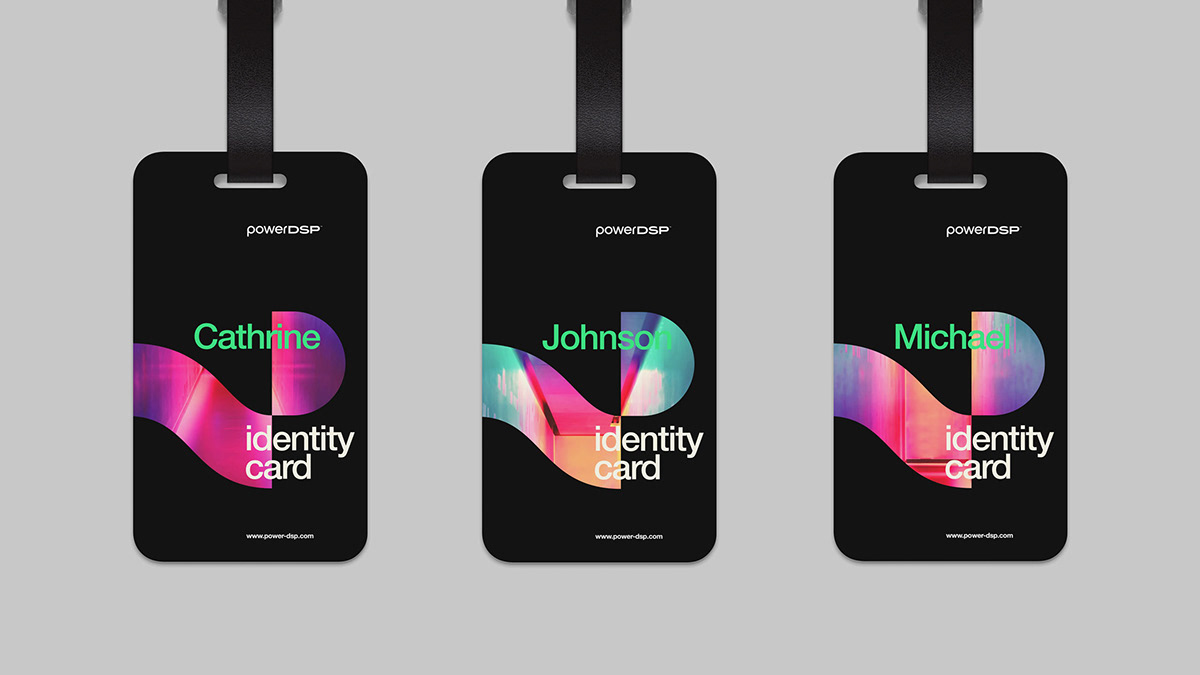 powerDSP
Cathrine
identity
card
www.power-dsp.com
powerDSP
Johnson
identity
card
www.power-dsp.com
powerDSP
Michael
identity
card
www.power-dsp.com